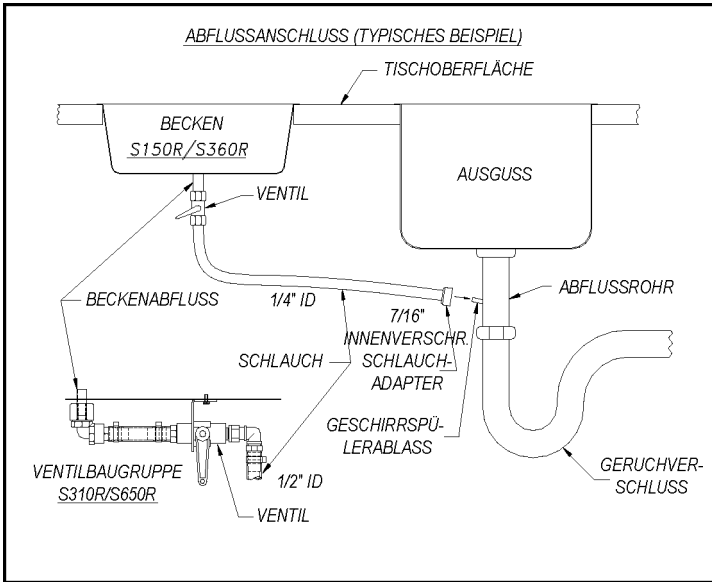 ABFLUSSANSCHLUSS (TYPISCHES BEISPIEL)
TISCHOBERFLÄCHE
BECKEN
S150R/S360R
AUSGUSS
VENTIL
BECKENABFLUSS
1/4" ID
ABFLUSSROHR
7/16"
INNENVERSCHR.
SCHLAUCH-
ADAPTER
SCHLAUCH
GESCHIRRSPÜ-
LERABLASS
GERUCHVER-
SCHLUSS
VENTILBAUGRUPPE
S310R/S650R
1/2" ID
VENTIL